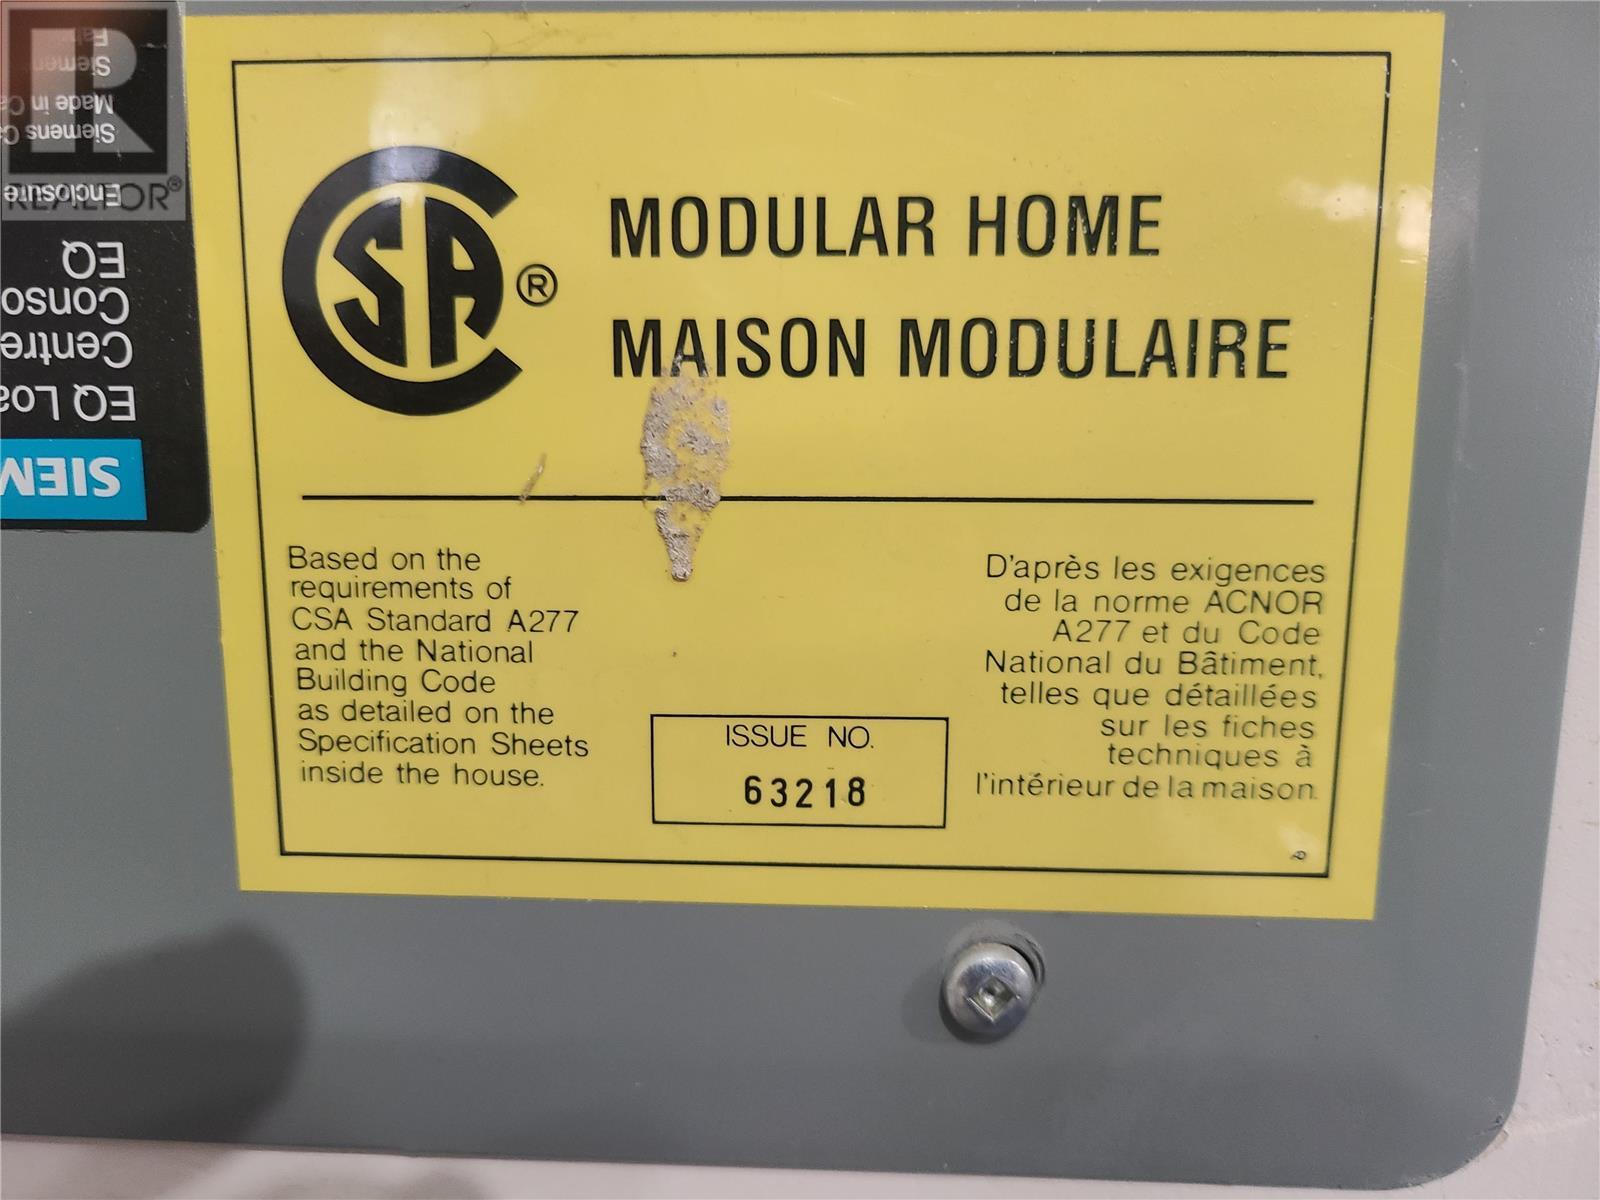 REALTOR®
Enclosure
Siemens
Made in
EQ
Centre
EQ
CSA ®
MODULAR HOME
MAISON MODULAIRE
Based on the
requirements of
CSA Standard A277
and the National
Building Code
as detailed on the
Specification Sheets
inside the house.
ISSUE NO.
63218
D'après les exigences
de la norme ACNOR
A277 et du Code
National du Bâtiment,
telles que détaillées
sur les fiches
techniques à
l'intérieur de la maison.